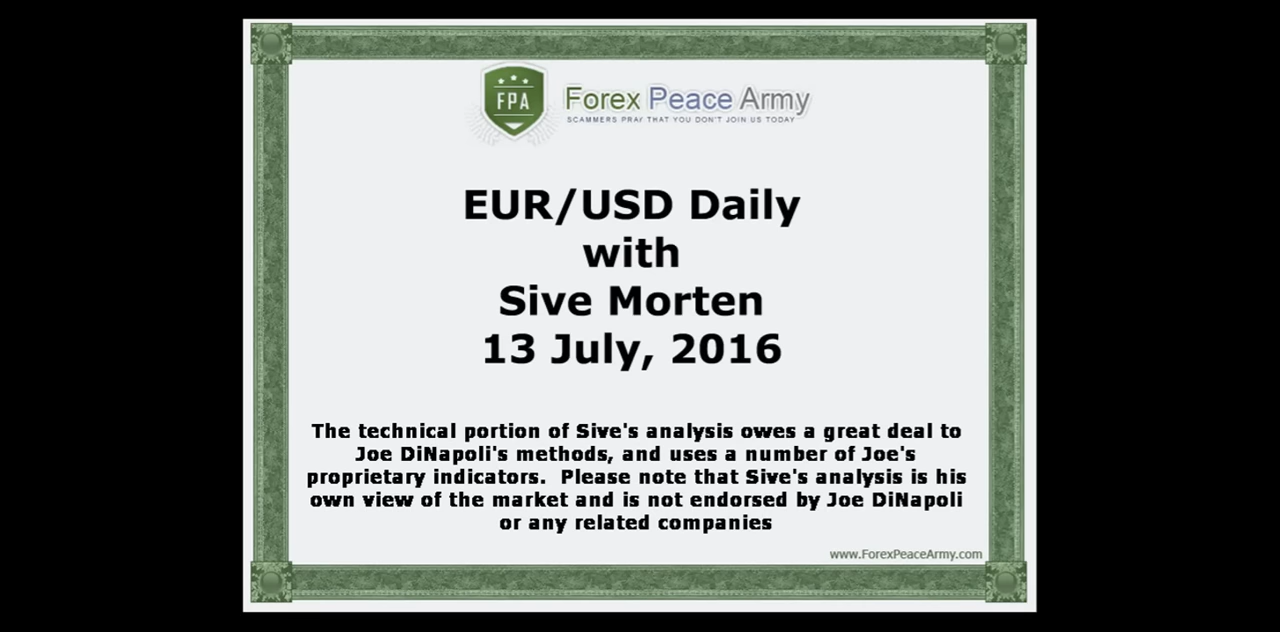 FPA
Forex Peace Army
SCAMMERS PRAY THAT YOU DON'T JOIN US TODAY
EUR/USD Daily
with
Sive Morten
13 July, 2016
The technical portion of Sive's analysis owes a great deal to
Joe DiNapoli's methods, and uses a number of Joe's
proprietary indicators.  Please note that Sive's analysis is his
own view of the market and is not endorsed by Joe DiNapoli
or any related companies
www.ForexPeaceArmy.com